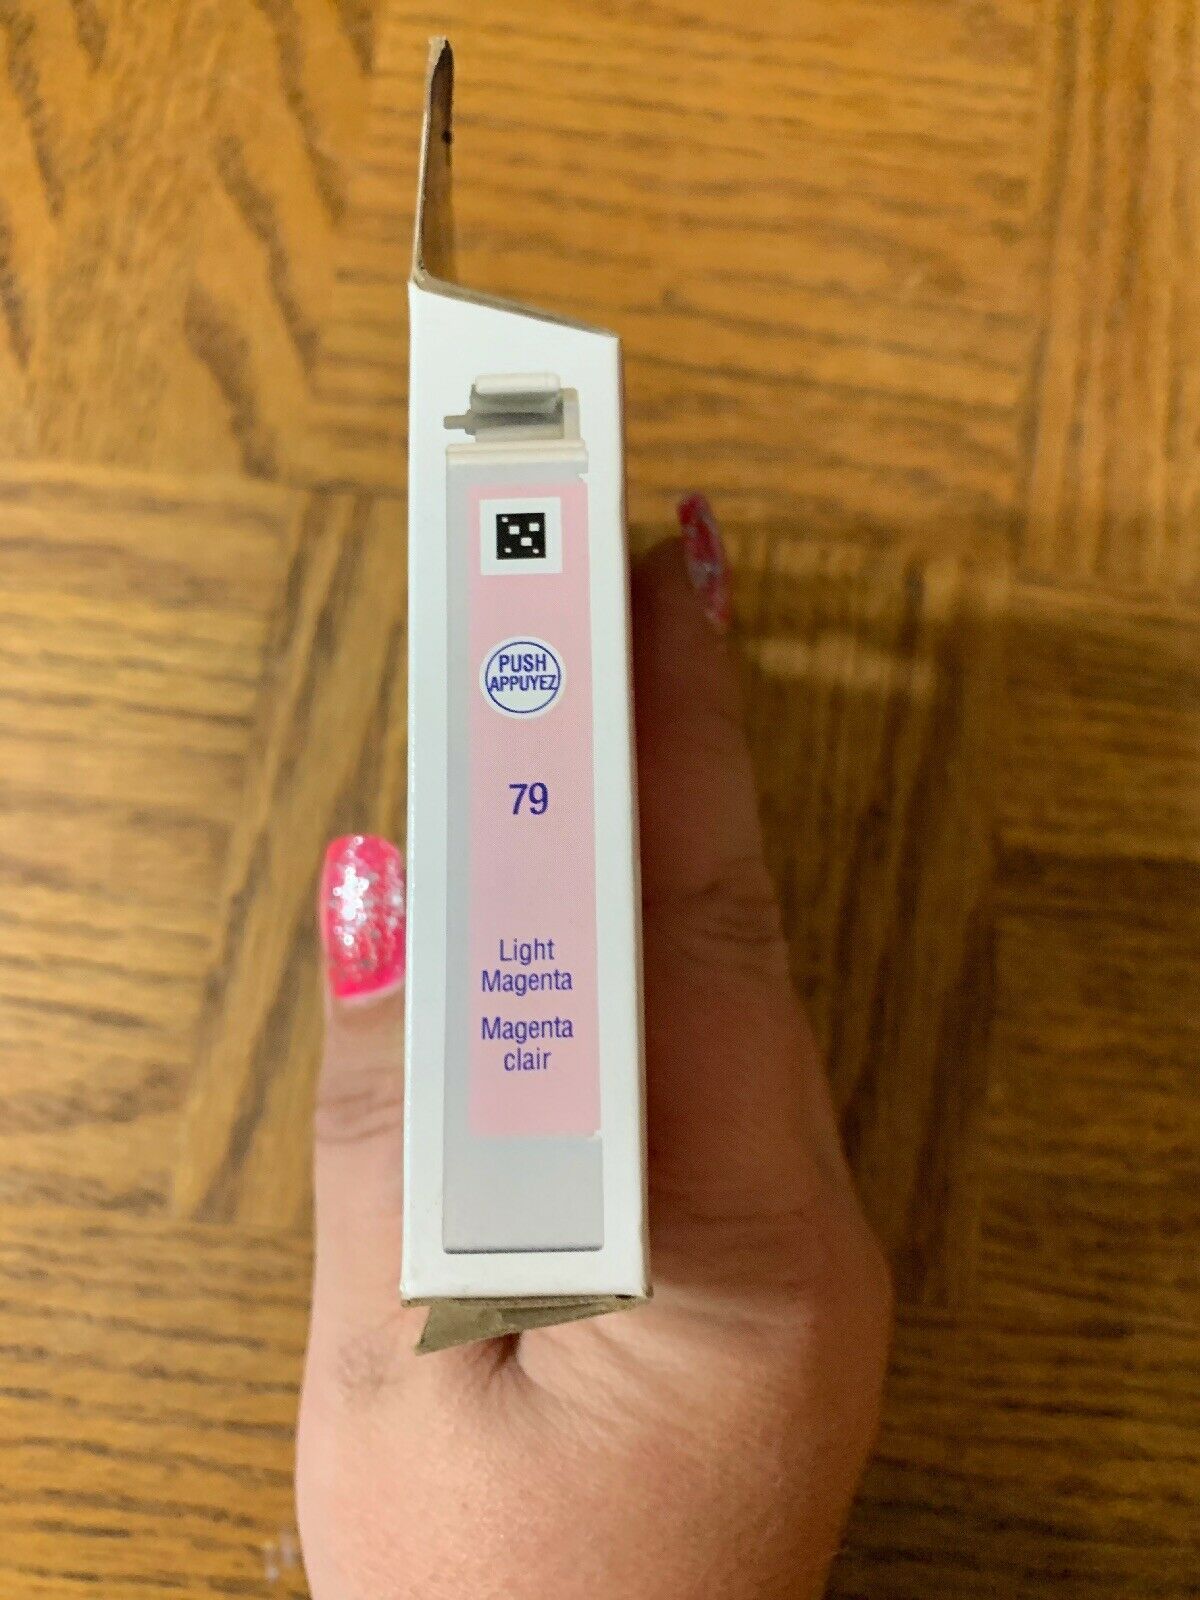 PUSH
APPUYEZ
79
Light
Magenta
Magenta
clair